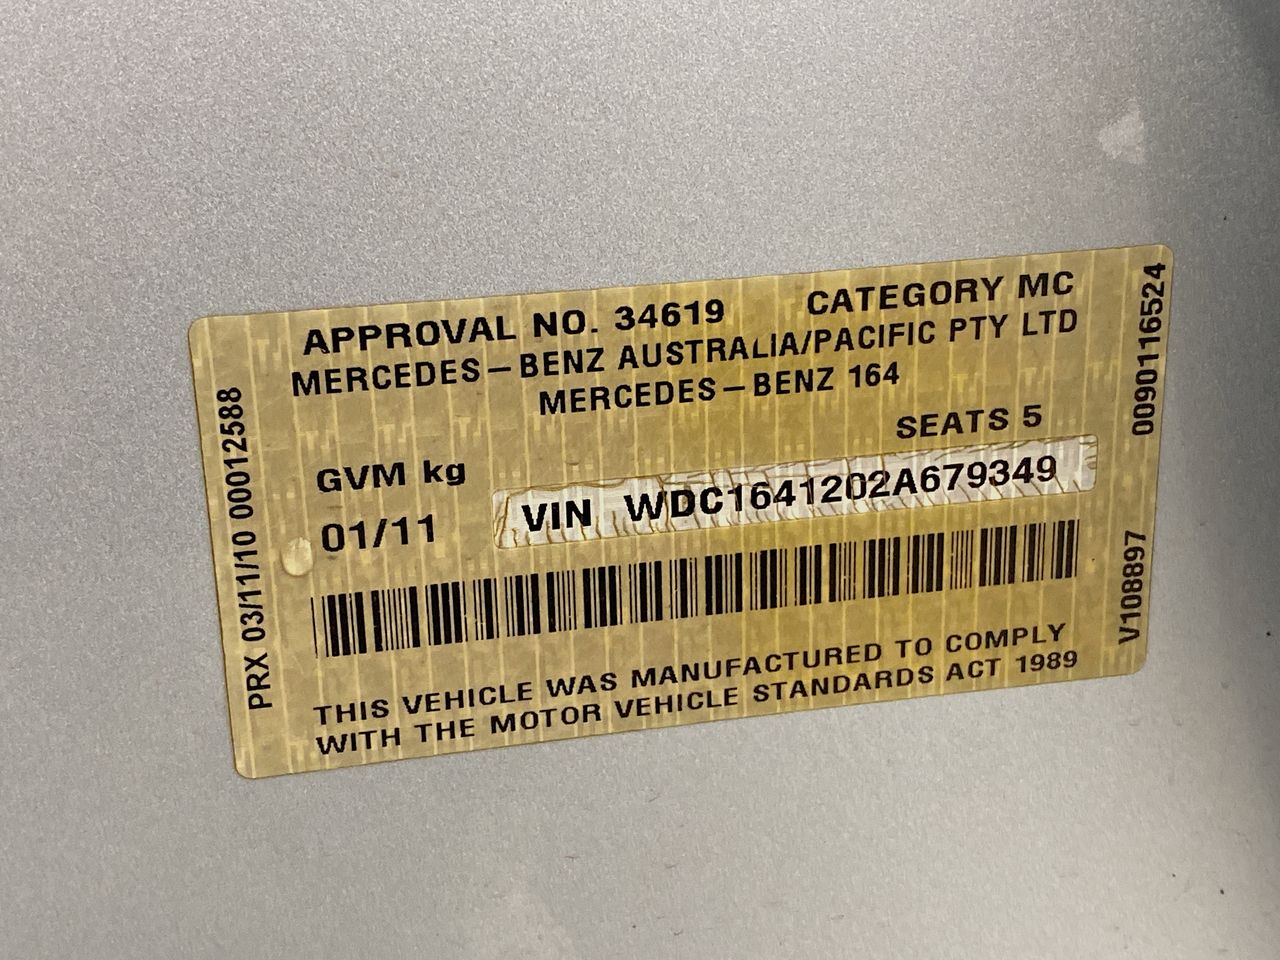 APPROVAL NO. 34619 CATEGORY MC
MERCEDES-BENZ AUSTRALIA/PACIFIC PTY LTD
MERCEDES-BENZ 164
SEATS 5
GVM kg
01/11 VIN WDC1641202A679349
THIS VEHICLE WAS MANUFACTURED TO COMPLY
WITH THE MOTOR VEHICLE STANDARDS ACT 1989
PRX 03/11/10 00012588
0090116524
V108897